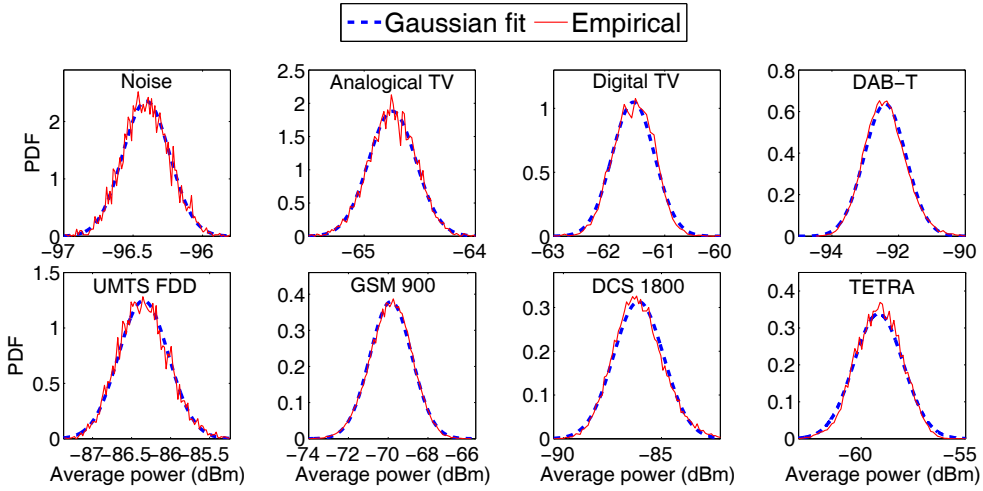 Gaussian fit Empirical
Noise Analogical TV Digital TV DAB-T
PDF
2
1
0
−97 −96.5 −96
2.5
2
1.5
1
0.5
0
−65 −64
1
0.5
0
−63 −62 −61 −60
0.8
0.6
0.4
0.2
0
−94 −92 −90
UMTS FDD GSM 900 DCS 1800 TETRA
PDF
1.5
1
0.5
0
−87 −86.5 −86 −85.5
Average power (dBm)
0.4
0.3
0.2
0.1
0
−74 −72 −70 −68 −66
Average power (dBm)
0.3
0.2
0.1
0
−90 −85
Average power (dBm)
0.4
0.3
0.2
0.1
0
−60 −55
Average power (dBm)